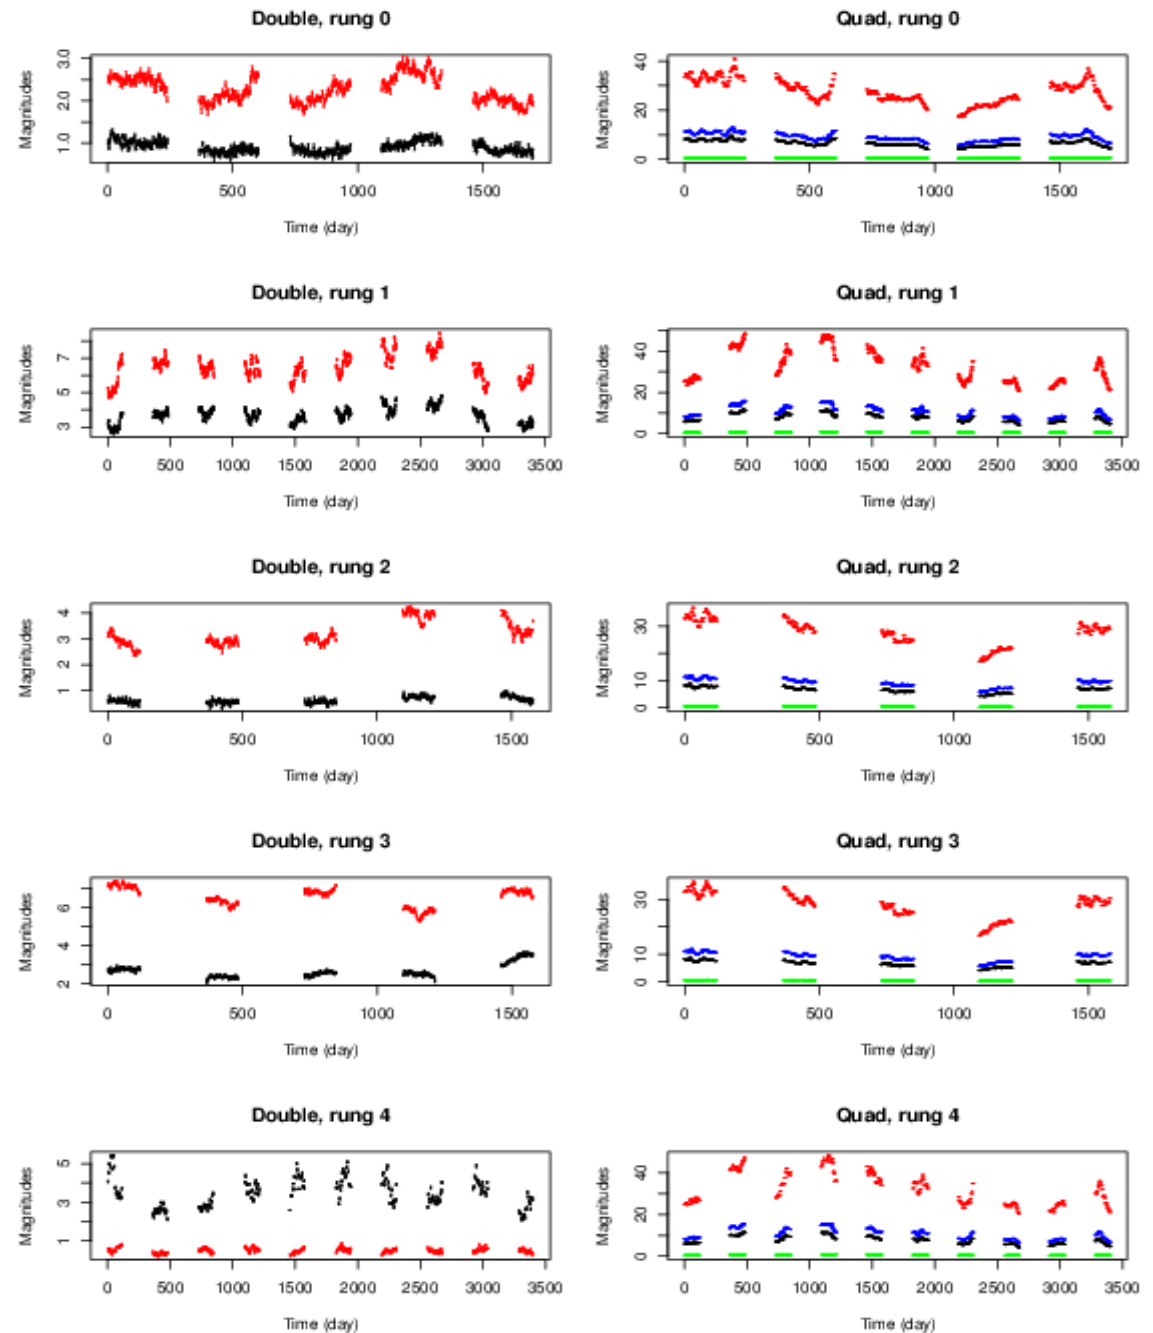 Double, rung 0
Magnitudes
1.0 2.0 3.0
0 500 1000 1500
Time (day)
Quad, rung 0
Magnitudes
0 20 40
0 500 1000 1500
Time (day)
Double, rung 1
Magnitudes
3 5 7
0 500 1000 1500 2000 2500 3000 3500
Time (day)
Quad, rung 1
Magnitudes
0 20 40
0 500 1000 1500 2000 2500 3000 3500
Time (day)
Double, rung 2
Magnitudes
1 2 3 4
0 500 1000 1500
Time (day)
Quad, rung 2
Magnitudes
0 10 30
0 500 1000 1500
Time (day)
Double, rung 3
Magnitudes
2 4 6
0 500 1000 1500
Time (day)
Quad, rung 3
Magnitudes
0 10 30
0 500 1000 1500
Time (day)
Double, rung 4
Magnitudes
1 3 5
0 500 1000 1500 2000 2500 3000 3500
Time (day)
Quad, rung 4
Magnitudes
0 20 40
0 500 1000 1500 2000 2500 3000 3500
Time (day)